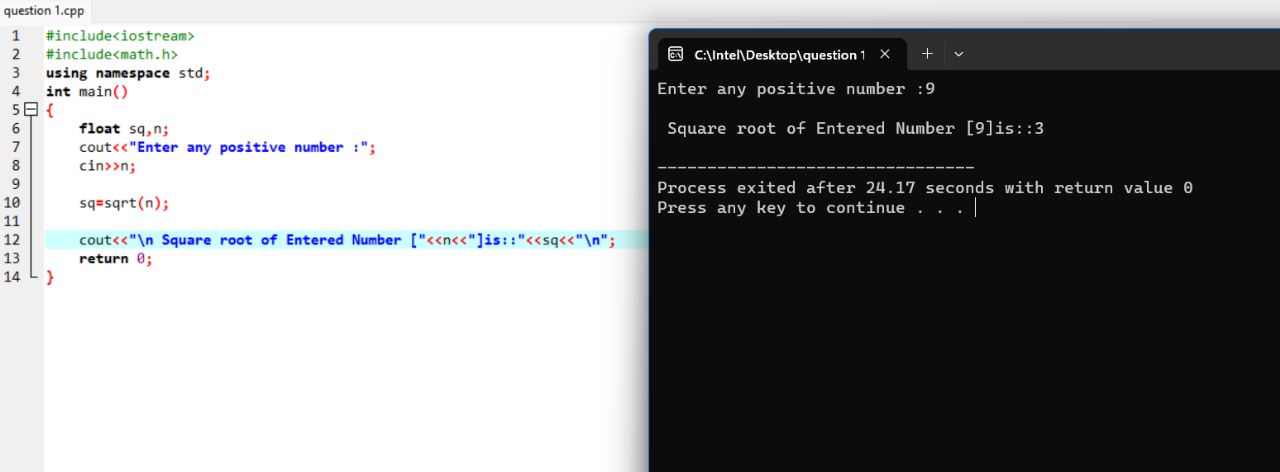 question 1.cpp
1 #include<iostream>
2 #include<math.h>
3 using namespace std;
4 int main()
5 {
6 float sq,n;
7 cout<<"Enter any positive number :";
8 cin>>n;
9
10 sq=sqrt(n);
11
12 cout<<"\n Square root of Entered Number ["<<n<<"]is::"<<sq<<"\n";
13 return 0;
14 }
C:\Intel\Desktop\question 1
Enter any positive number :9
Square root of Entered Number [9]is::3
--------------------------------
Process exited after 24.17 seconds with return value 0
Press any key to continue . . .